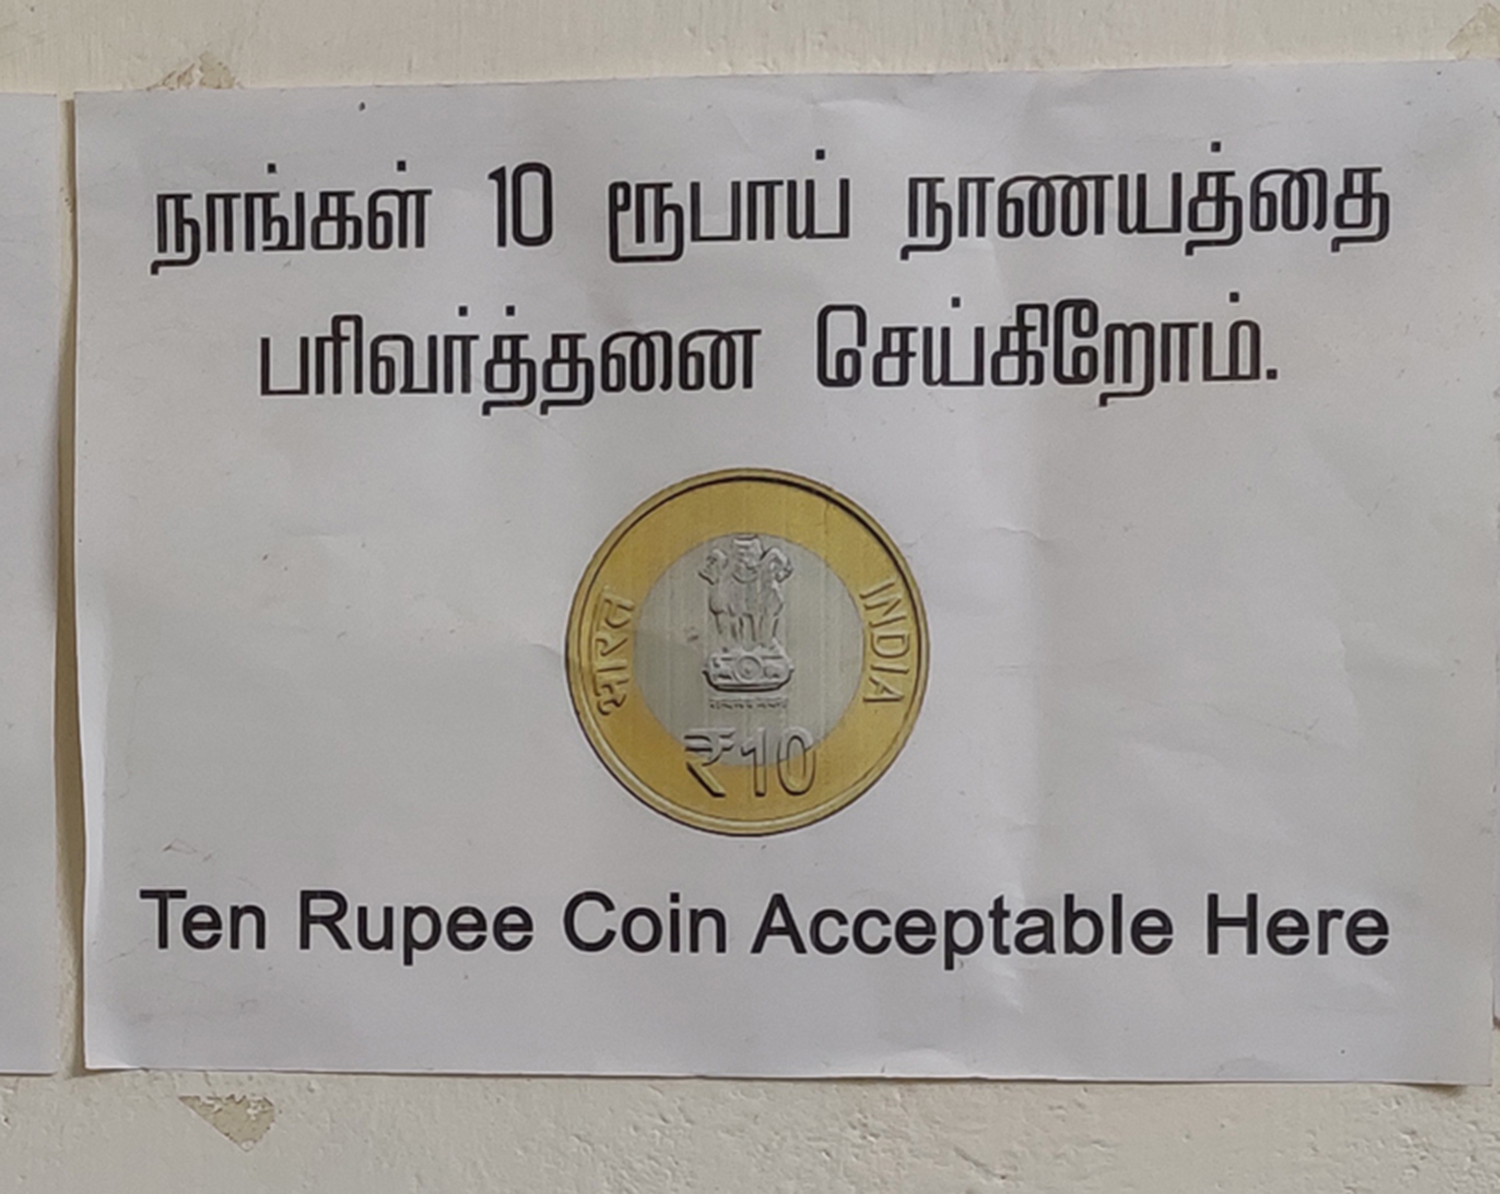 நாங்கள் 10 ரூபாய் நாணயத்தை
பரிவர்த்தனை செய்கிறோம்.
भारत
INDIA
₹10
Ten Rupee Coin Acceptable Here